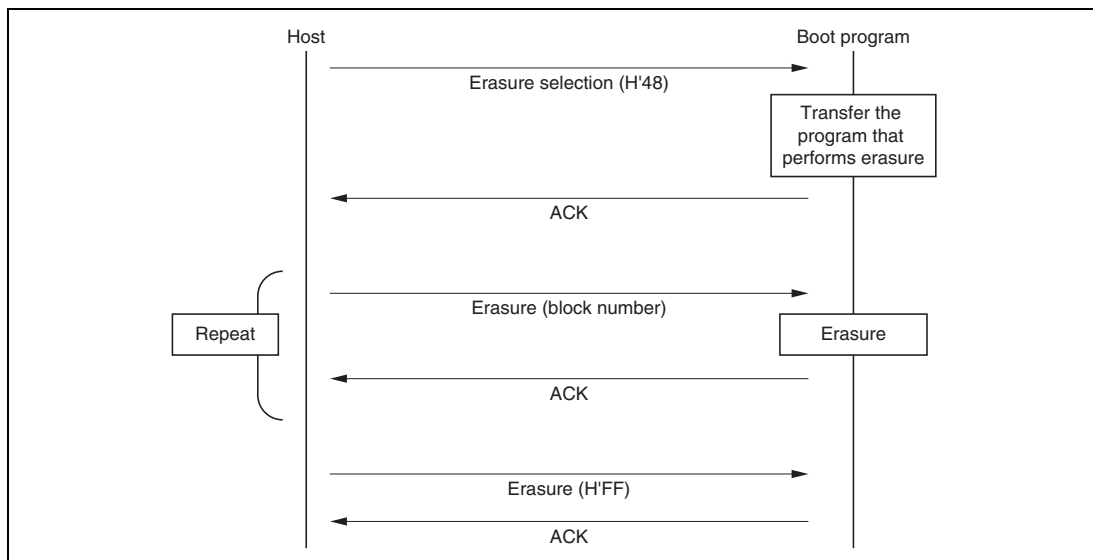 Host
Boot program
Erasure selection (H'48)
Transfer the
program that
performs erasure
ACK
Erasure (block number)
Repeat
Erasure
ACK
Erasure (H'FF)
ACK